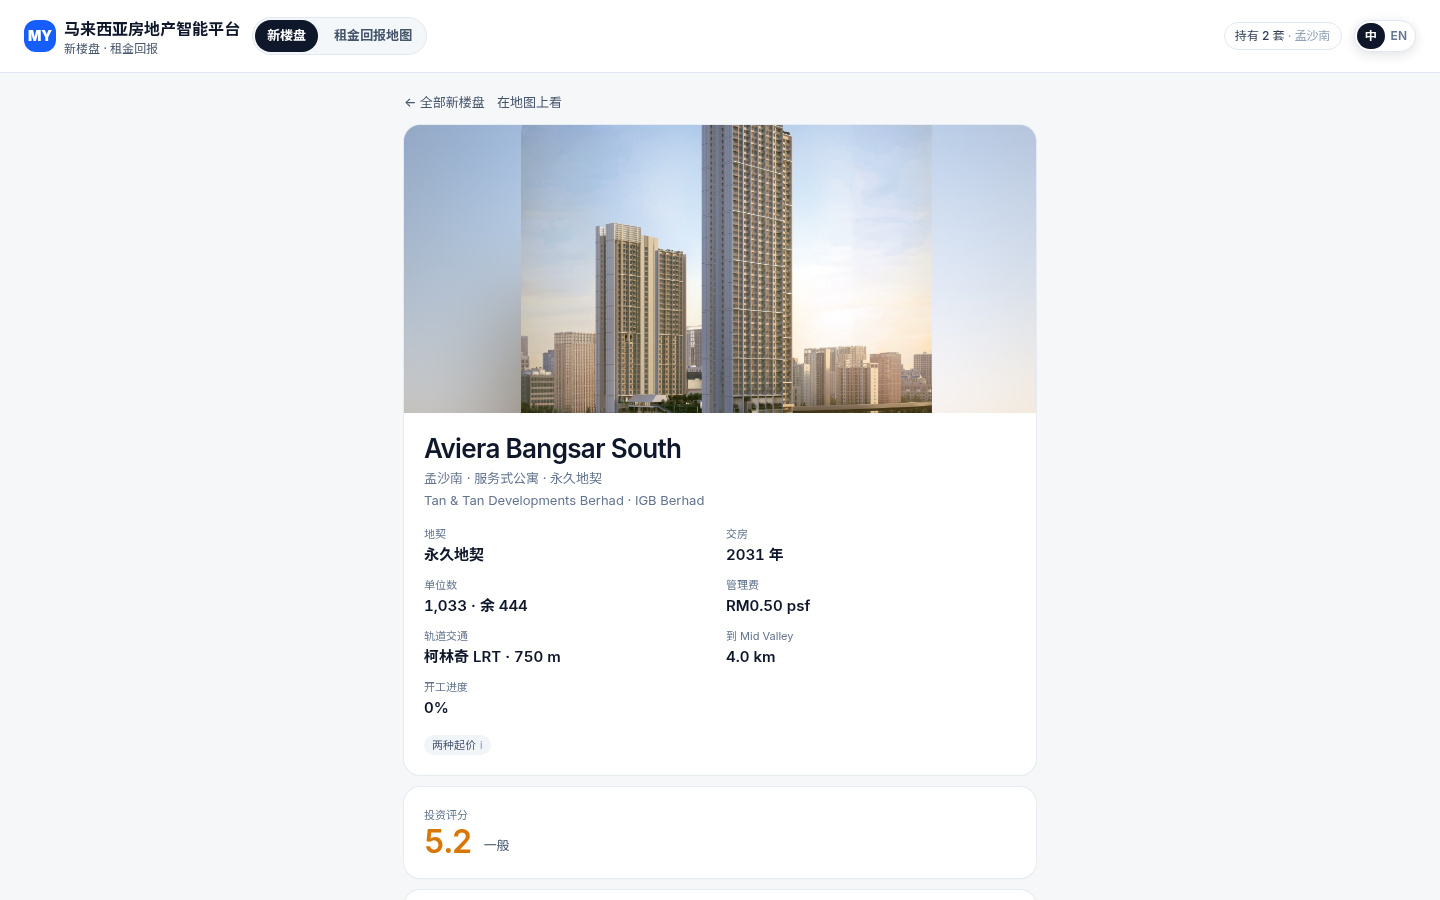 MY
马来西亚房地产智能平台
新楼盘 · 租金回报
新楼盘
租金回报地图
持有 2 套 · 孟沙南
中
EN
← 全部新楼盘
在地图上看
Aviera Bangsar South
孟沙南 · 服务式公寓 · 永久地契
Tan & Tan Developments Berhad · IGB Berhad
地契
永久地契
交房
2031 年
单位数
1,033 · 余 444
管理费
RM0.50 psf
轨道交通
柯林奇 LRT · 750 m
到 Mid Valley
4.0 km
开工进度
0%
两种起价 i
投资评分
5.2 一般